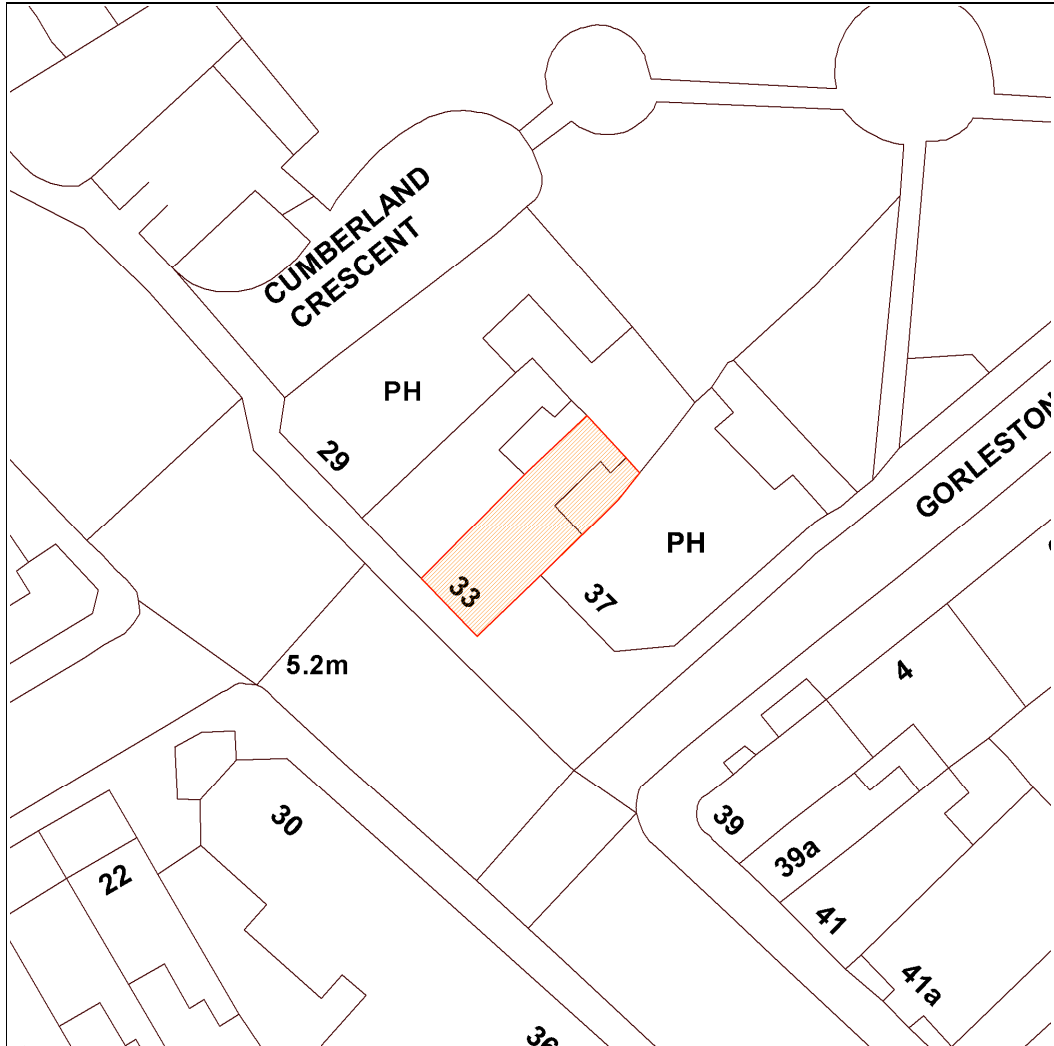 CUMBERLAND
CRESCENT
PH
29
GORLESTON
33
37
PH
5.2m
4
30
39
39a
22
41
41a